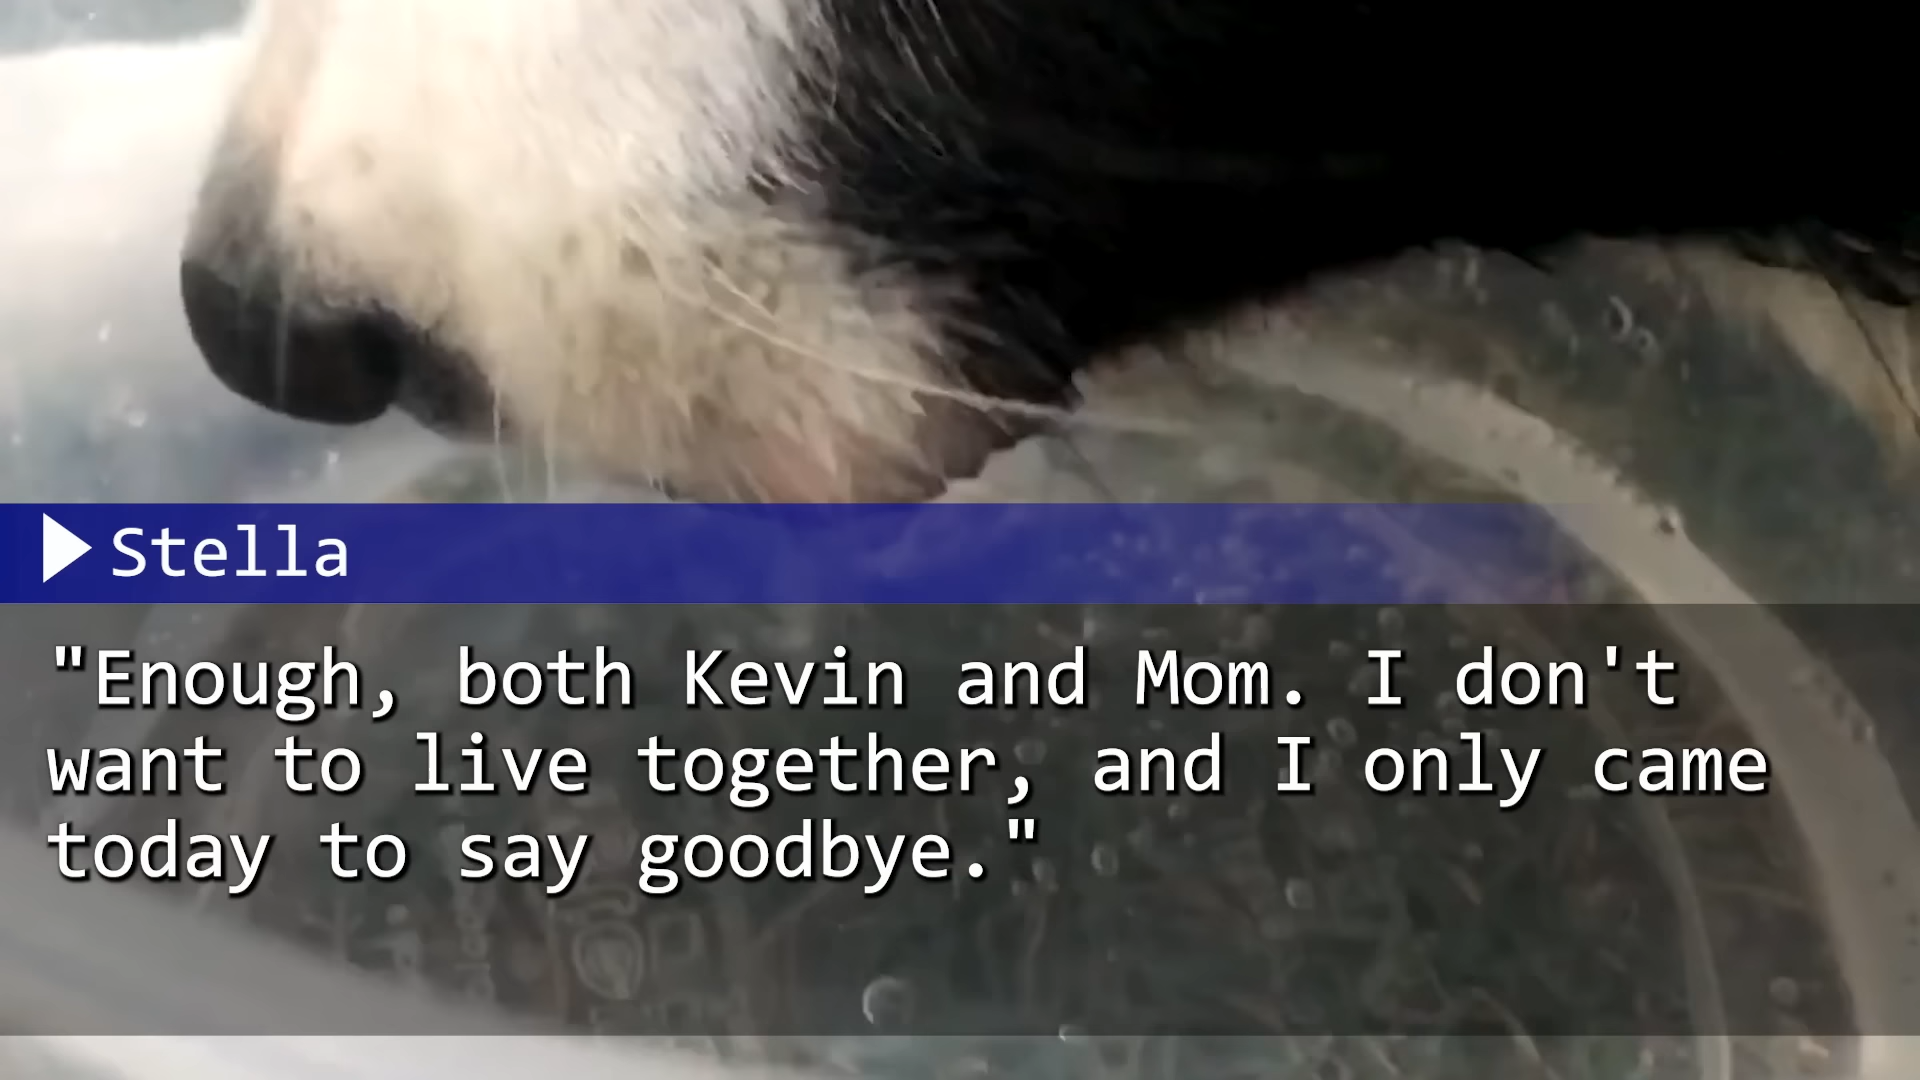 Stella
"Enough, both Kevin and Mom. I don't
want to live together, and I only came
today to say goodbye."